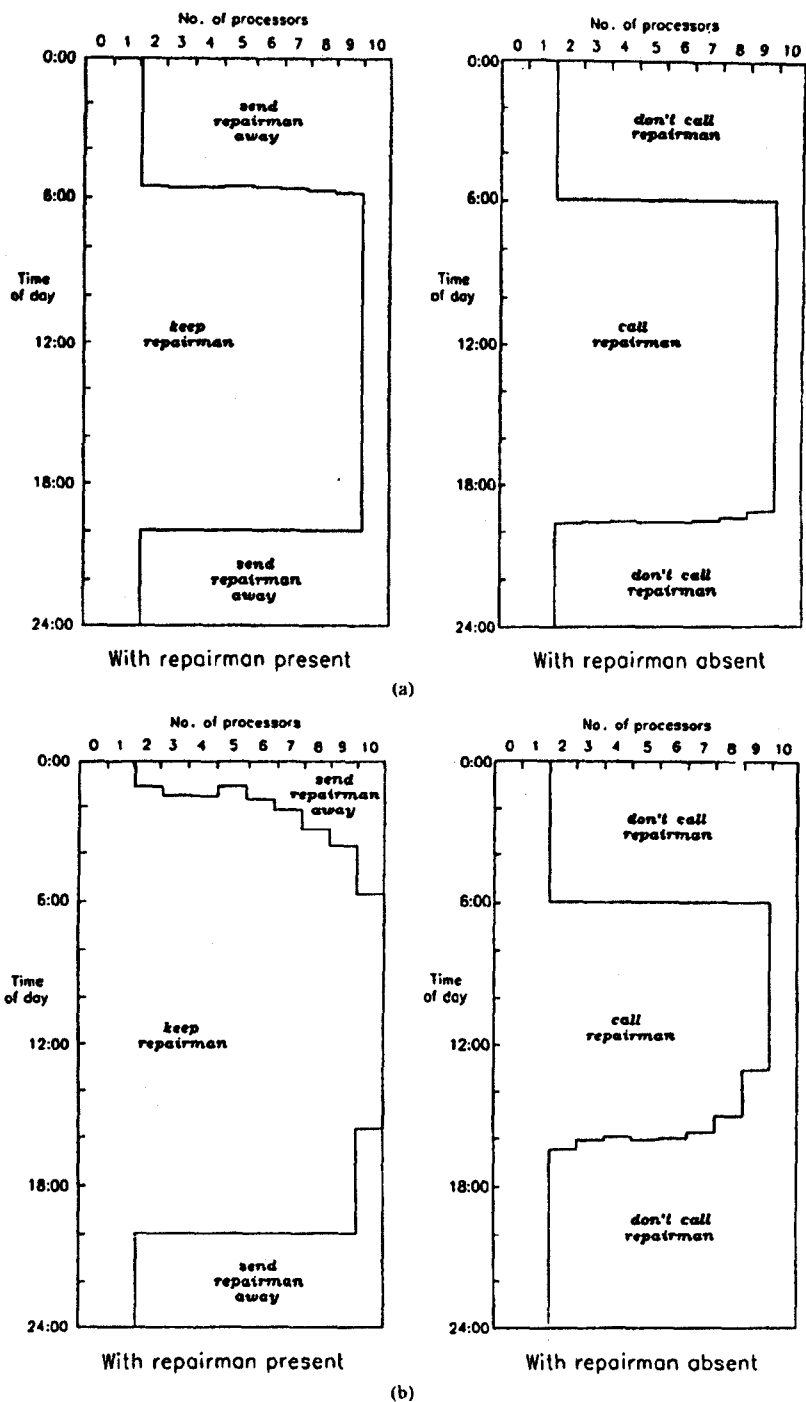 No. of processors
0 1 2 3 4 5 6 7 8 9 10
0:00
send
repairman
away
6:00
Time
of day
keep
repairman
12:00
18:00
send
repairman
away
24:00
With repairman present
No. of processors
0 1 2 3 4 5 6 7 8 9 10
0:00
don't call
repairman
6:00
Time
of day
call
repairman
12:00
18:00
don't call
repairman
24:00
With repairman absent
(a)
No. of processors
0 1 2 3 4 5 6 7 8 9 10
0:00
send
repairman
away
6:00
Time
of day
keep
repairman
12:00
18:00
send
repairman
away
24:00
With repairman present
No. of processors
0 1 2 3 4 5 6 7 8 9 10
0:00
don't call
repairman
6:00
Time
of day
call
repairman
12:00
18:00
don't call
repairman
24:00
With repairman absent
(b)